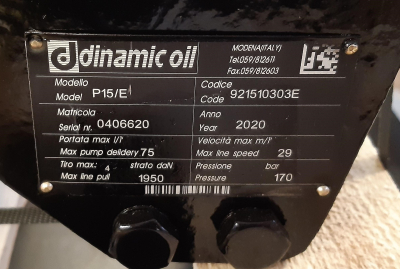 dinamic oil
MODENA(ITALY)
Tel.059/812611
Fax.059/812603
Modello
Model P15/E
Codice
Code 921510303E
Matricola
Serial nr. 0406620
Anno
Year 2020
Portata max l/1'
Max pump delidery 75
Velocità max m/1'
Max line speed 29
Tiro max: 4 strato daN
Max line pull 1950
Pressione bar
Pressure 170